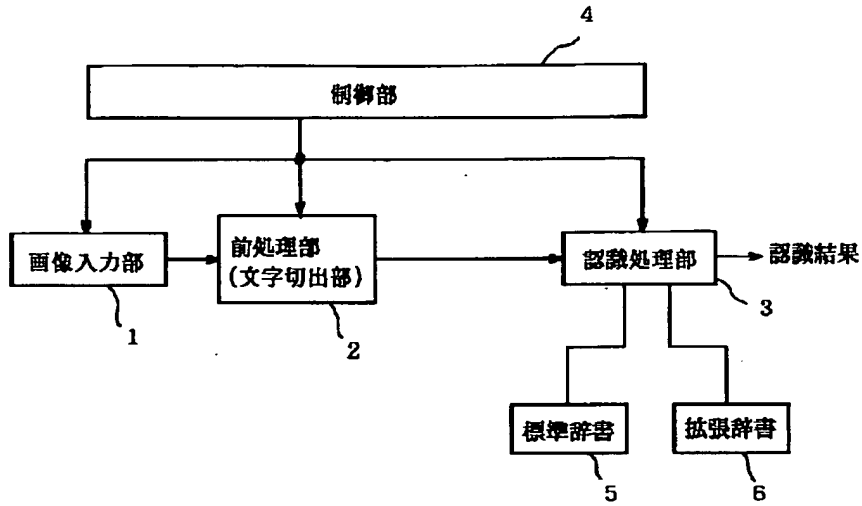 4
制御部
画像入力部
前処理部
(文字切出部)
認識処理部
認識結果
1
2
3
標準辞書
拡張辞書
5
6